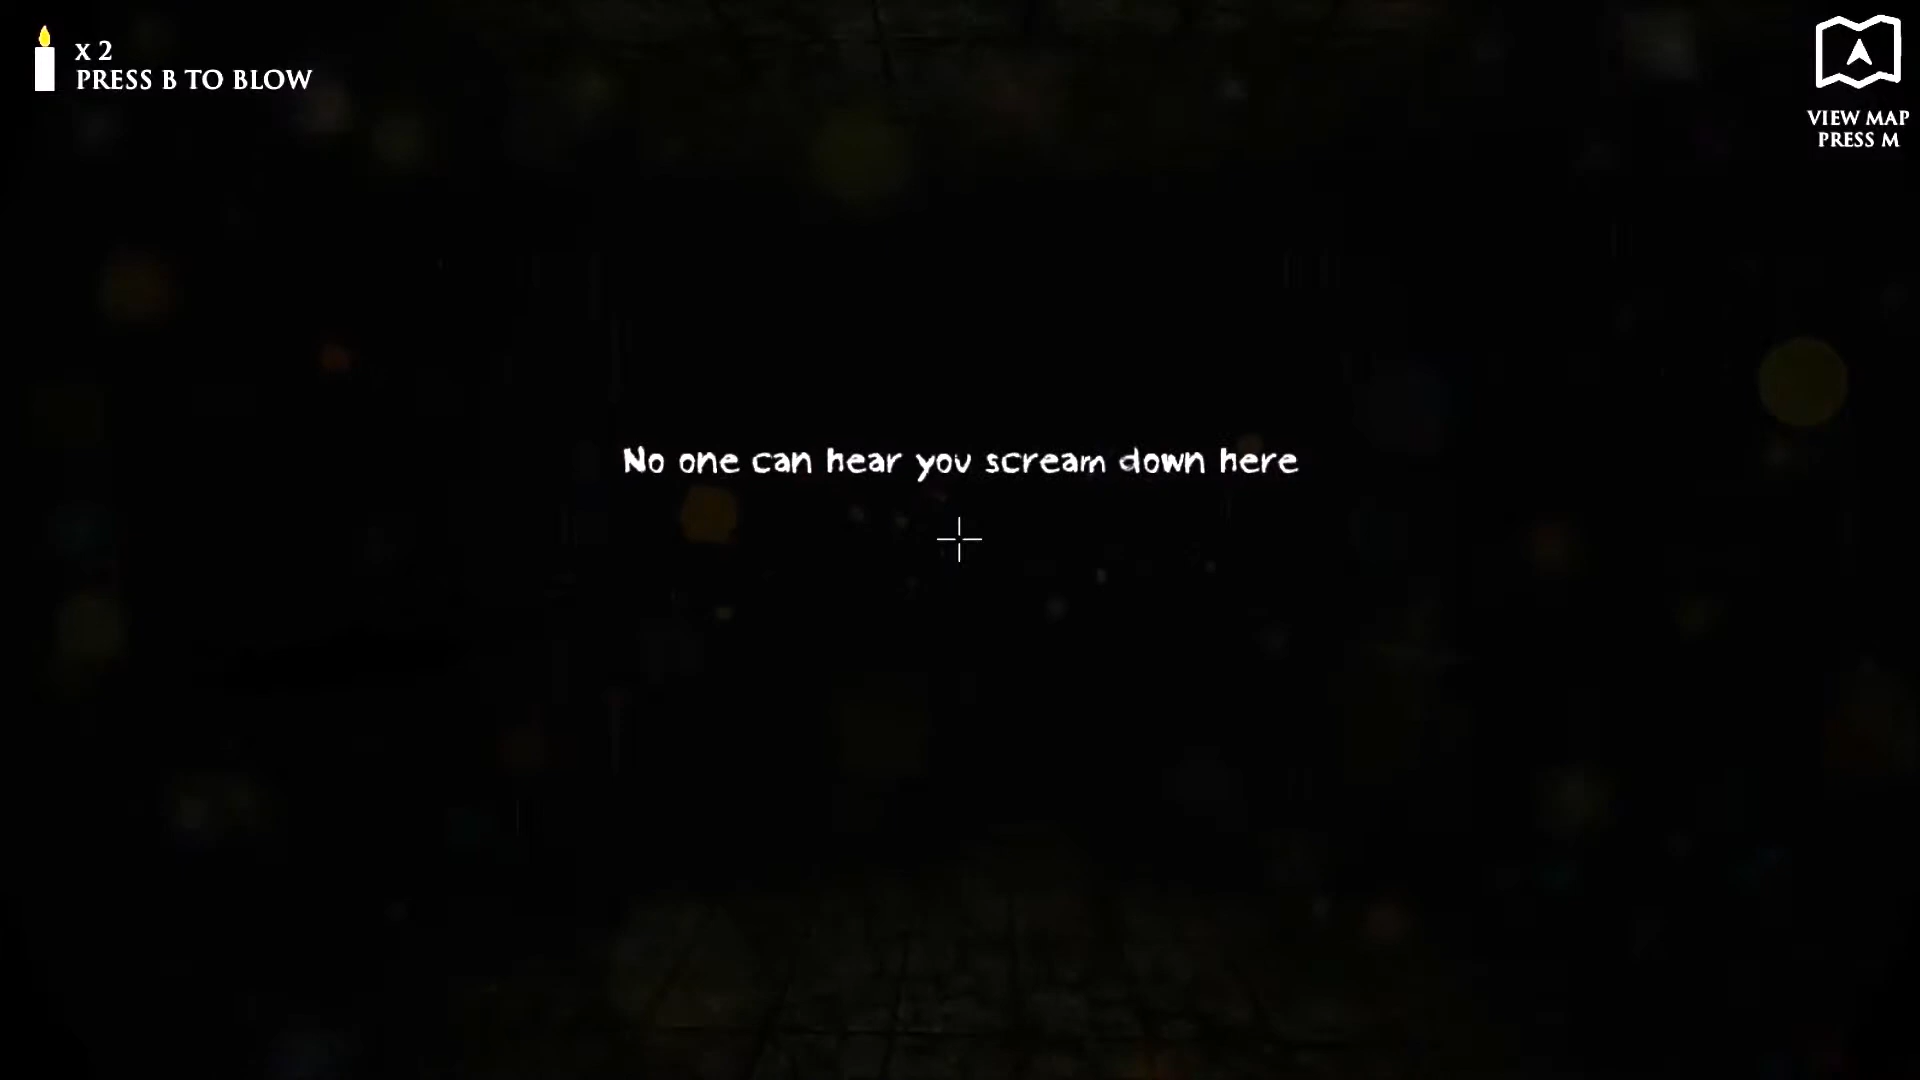 x 2
PRESS B TO BLOW
VIEW MAP
PRESS M
No one can hear you scream down here